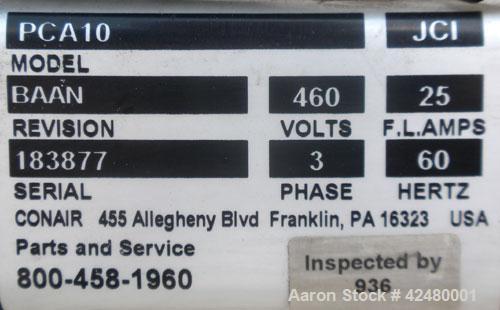 PCA10 JCI
MODEL
BAAN 460 25
REVISION VOLTS F.L.AMPS
183877 3 60
SERIAL PHASE HERTZ
CONAIR 455 Allegheny Blvd Franklin, PA 16323 USA
Parts and Service
800-458-1960
Inspected by
936
Aaron Stock # 42480001